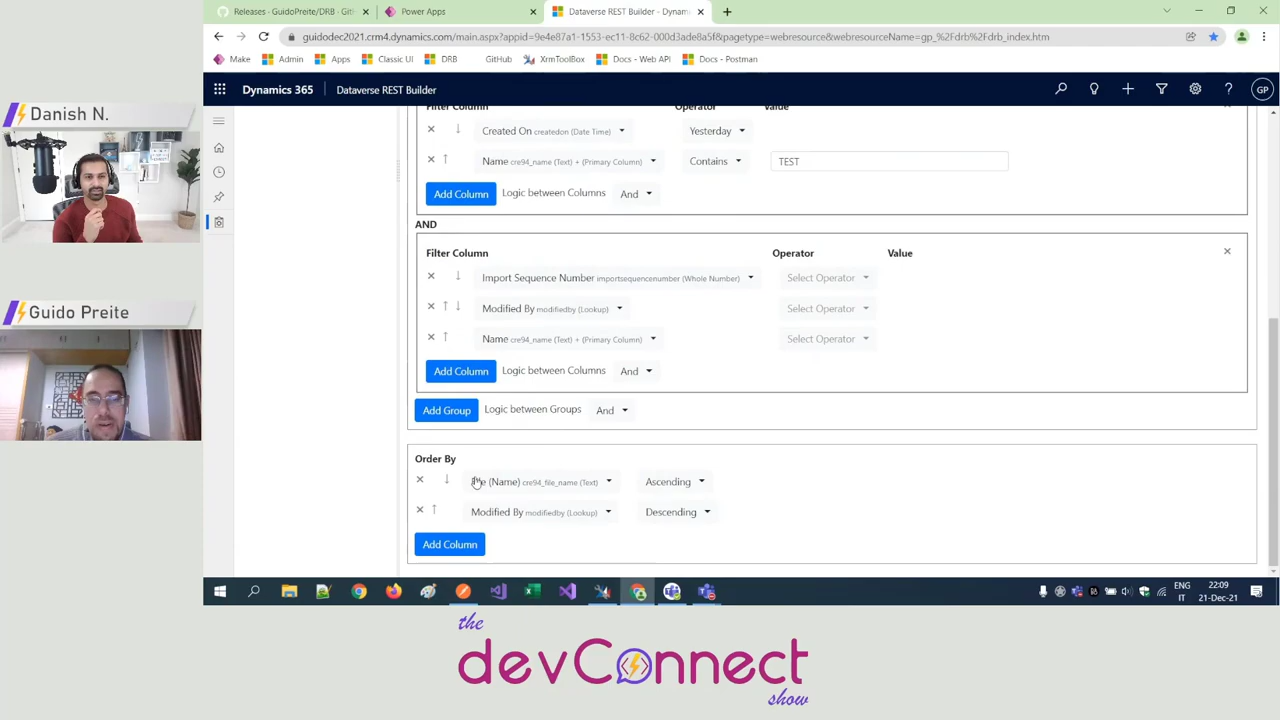 Releases · GuidoPreite/DRB · GitH
Power Apps
Dataverse REST Builder - Dynami
guidodec2021.crm4.dynamics.com/main.aspx?appid=9e4e87a1-1553-ec11-8c62-000d3ade8a5f&pagetype=webresource&webresourceName=gp_%2Fdrb%2Fdrb_index.htm
Make Admin Apps Classic UI DRB GitHub XrmToolBox Docs - Web API Docs - Postman
Dynamics 365 Dataverse REST Builder GP
Danish N.
Filter Column Operator Value
Created On createdon (Date Time) Yesterday
Name cre94_name (Text) + (Primary Column) Contains TEST
Add Column Logic between Columns And
AND
Filter Column Operator Value
Import Sequence Number importsequencenumber (Whole Number) Select Operator
Modified By modifiedby (Lookup) Select Operator
Guido Preite
Name cre94_name (Text) + (Primary Column) Select Operator
Add Column Logic between Columns And
Add Group Logic between Groups And
Order By
(Name) cre94_file_name (Text) Ascending
Modified By modifiedby (Lookup) Descending
Add Column
ENG 22:09
IT 21-Dec-21
the
devConnect
show